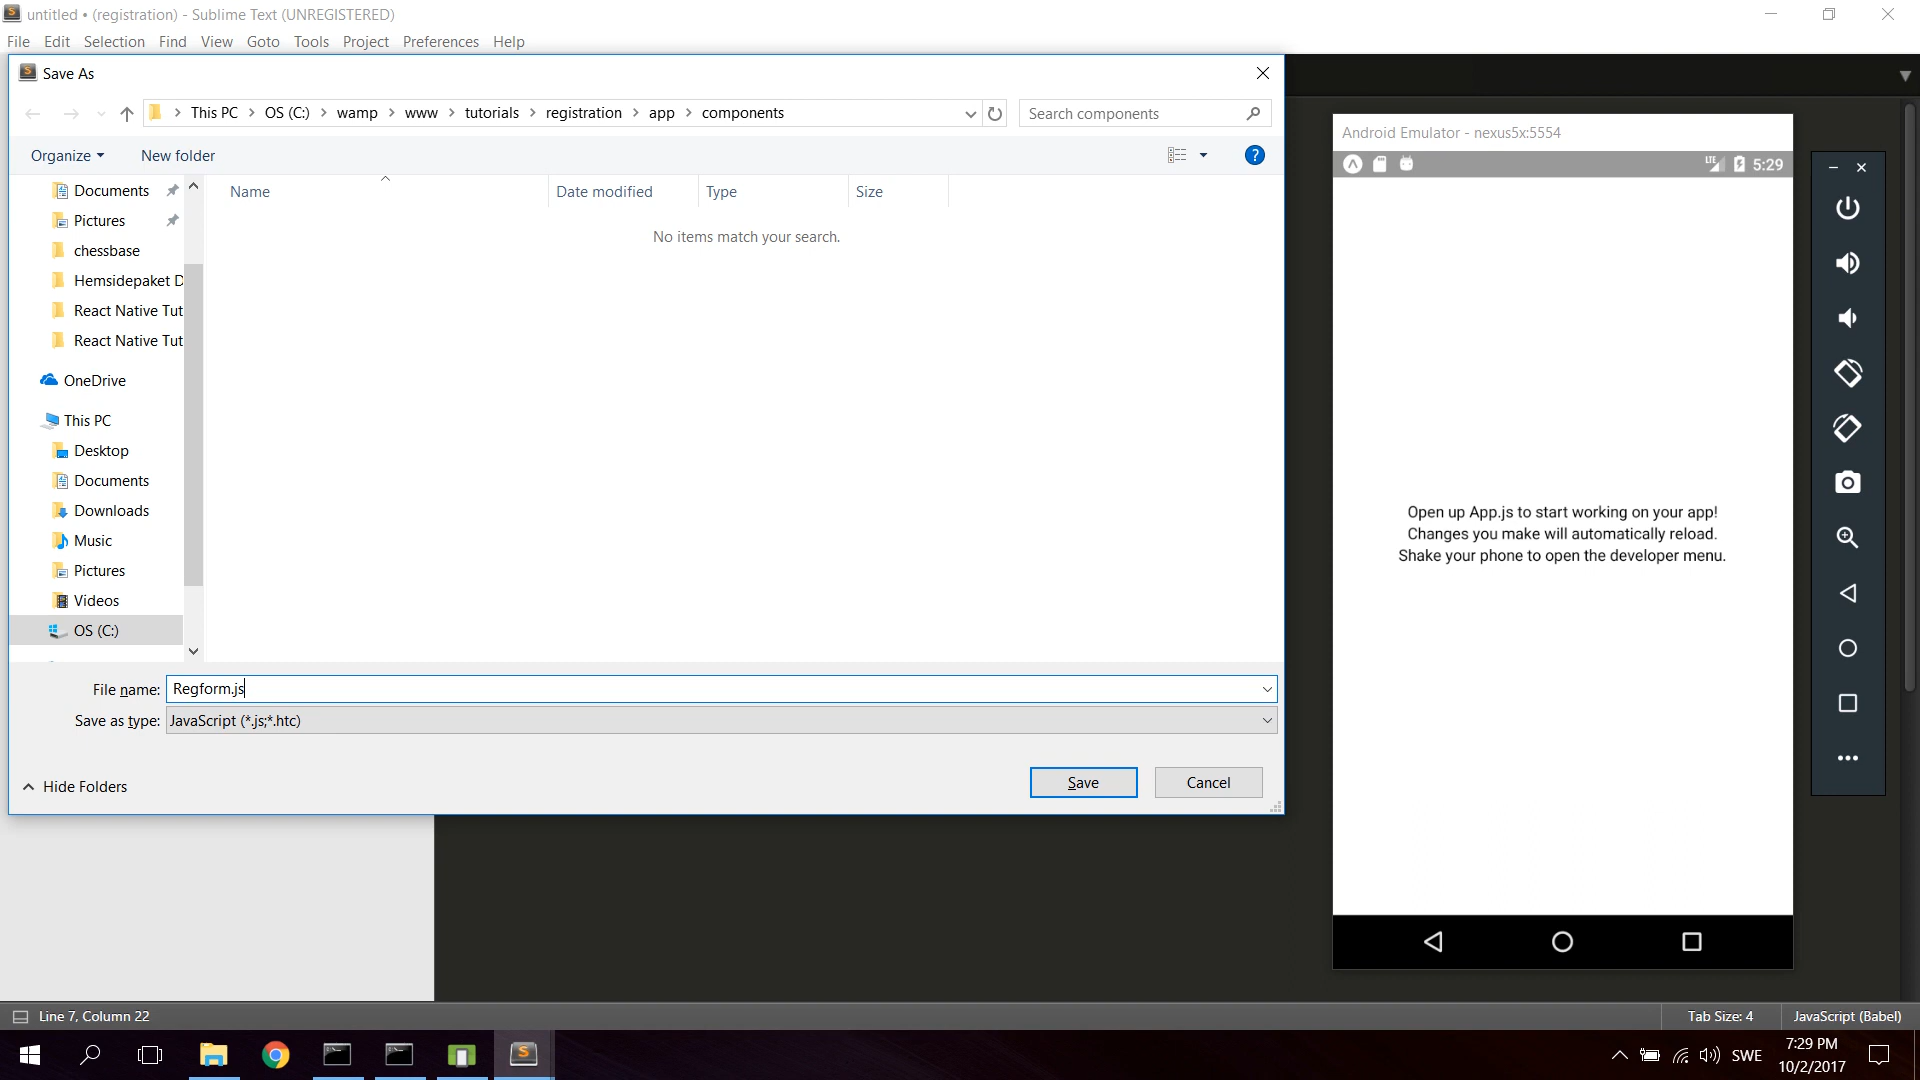 untitled • (registration) - Sublime Text (UNREGISTERED)
File Edit Selection Find View Goto Tools Project Preferences Help
Save As
This PC > OS (C:) > wamp > www > tutorials > registration > app > components
Search components
Organize
New folder
Documents
Pictures
chessbase
Hemsidepaket D
React Native Tut
React Native Tut
OneDrive
This PC
Desktop
Documents
Downloads
Music
Pictures
Videos
OS (C:)
Name Date modified Type Size
No items match your search.
File name: Regform.js
Save as type: JavaScript (*.js;*.htc)
Hide Folders
Save
Cancel
Android Emulator - nexus5x:5554
LTE 5:29
Open up App.js to start working on your app!
Changes you make will automatically reload.
Shake your phone to open the developer menu.
Line 7, Column 22
Tab Size: 4
JavaScript (Babel)
SWE
7:29 PM
10/2/2017